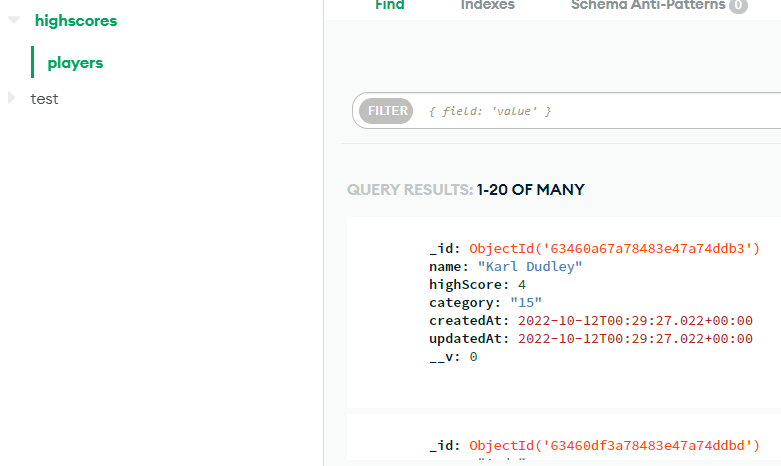 highscores
players
test
Find Indexes Schema Anti-Patterns 0
FILTER { field: 'value' }
QUERY RESULTS: 1-20 OF MANY
_id: ObjectId('63460a67a78483e47a74ddb3')
name: "Karl Dudley"
highScore: 4
category: "15"
createdAt: 2022-10-12T00:29:27.022+00:00
updatedAt: 2022-10-12T00:29:27.022+00:00
__v: 0
_id: ObjectId('63460df3a78483e47a74ddbd')